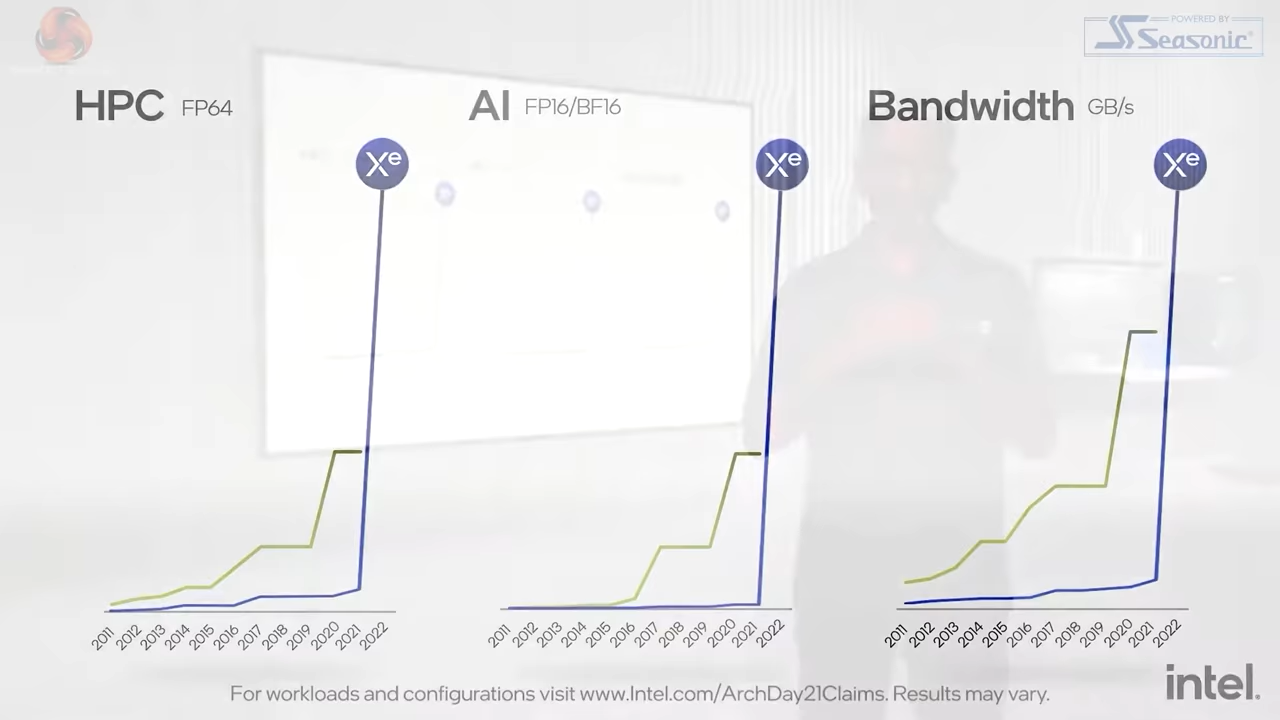 POWERED BY
Seasonic®
HPC FP64
AI FP16/BF16
Bandwidth GB/s
Xe
Xe
Xe
2011 2012 2013 2014 2015 2016 2017 2018 2019 2020 2021 2022
2011 2012 2013 2014 2015 2016 2017 2018 2019 2020 2021 2022
2011 2012 2013 2014 2015 2016 2017 2018 2019 2020 2021 2022
For workloads and configurations visit www.Intel.com/ArchDay21Claims. Results may vary.
intel.